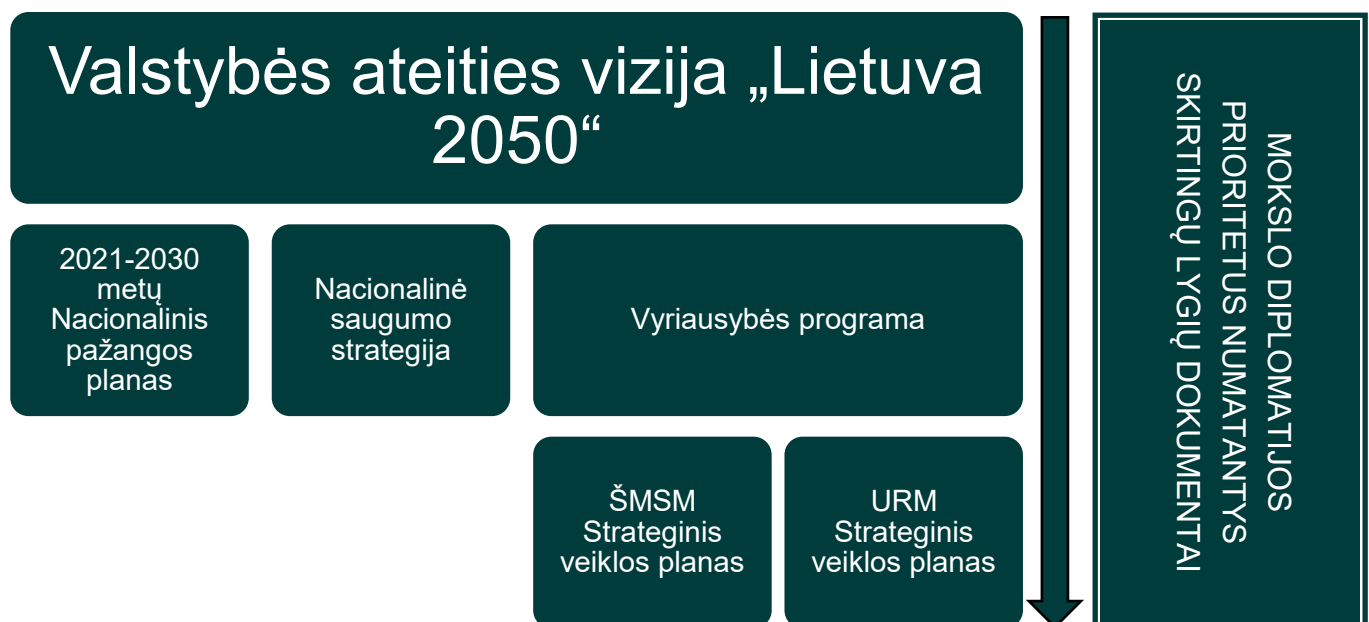 Valstybės ateities vizija „Lietuva
2050“
2021-2030
metų
Nacionalinis
pažangos
planas
Nacionalinė
saugumo
strategija
Vyriausybės programa
ŠMSM
Strateginis
veiklos planas
URM
Strateginis
veiklos planas
MOKSLO DIPLOMATIJOS
PRIORITETUS NUMATANTYS
SKIRTINGŲ LYGIŲ DOKUMENTAI